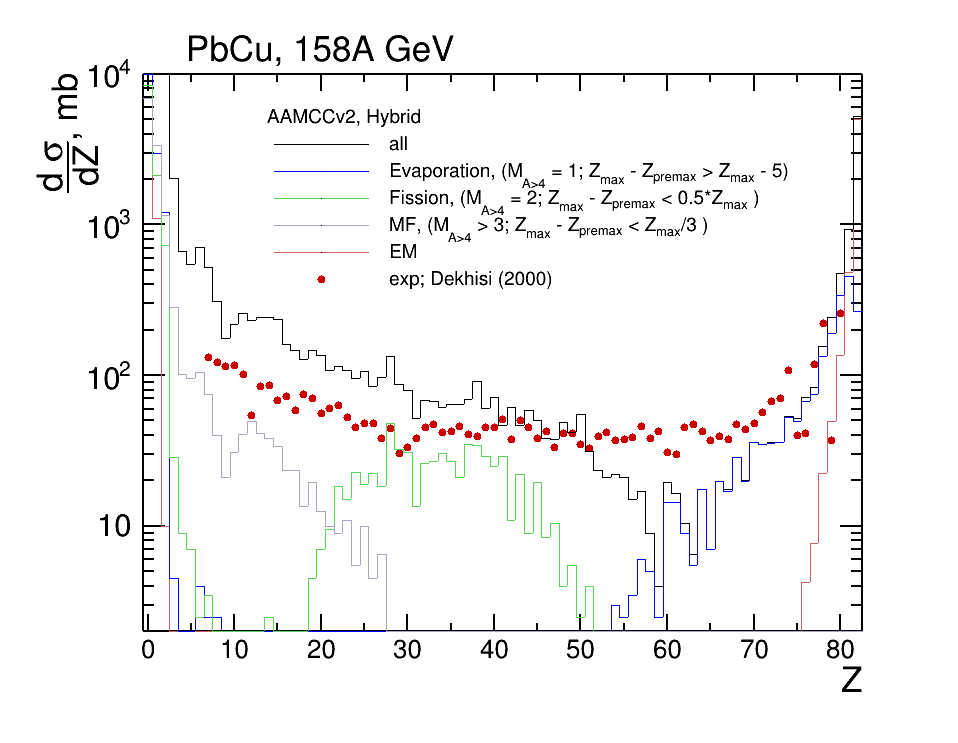 PbCu, 158A GeV
dσ/dZ, mb
10^4
10^3
10^2
10
AAMCCv2, Hybrid
all
Evaporation, (M_A>4 = 1; Z_max - Z_premax > Z_max - 5)
Fission, (M_A>4 = 2; Z_max - Z_premax < 0.5*Z_max )
MF, (M_A>4 > 3; Z_max - Z_premax < Z_max/3 )
EM
exp; Dekhisi (2000)
0 10 20 30 40 50 60 70 80
Z